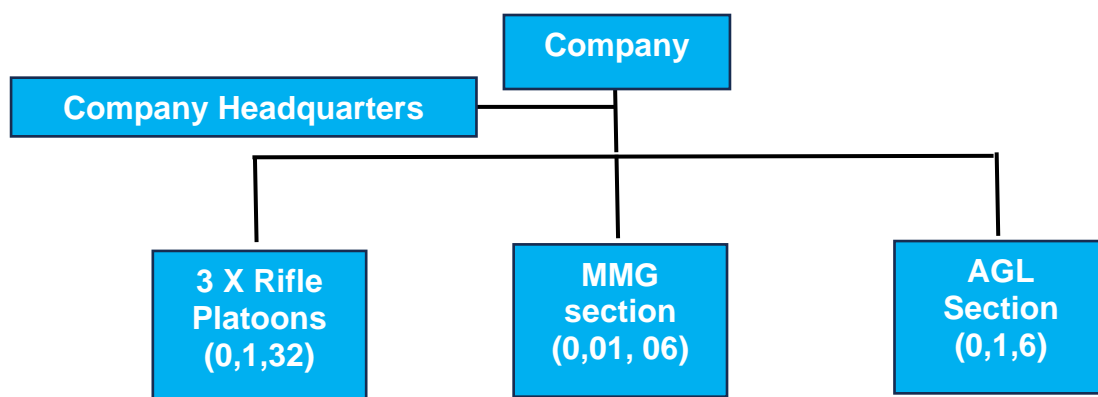 Company
Company Headquarters
3 X Rifle
Platoons
(0,1,32)
MMG
section
(0,01, 06)
AGL
Section
(0,1,6)